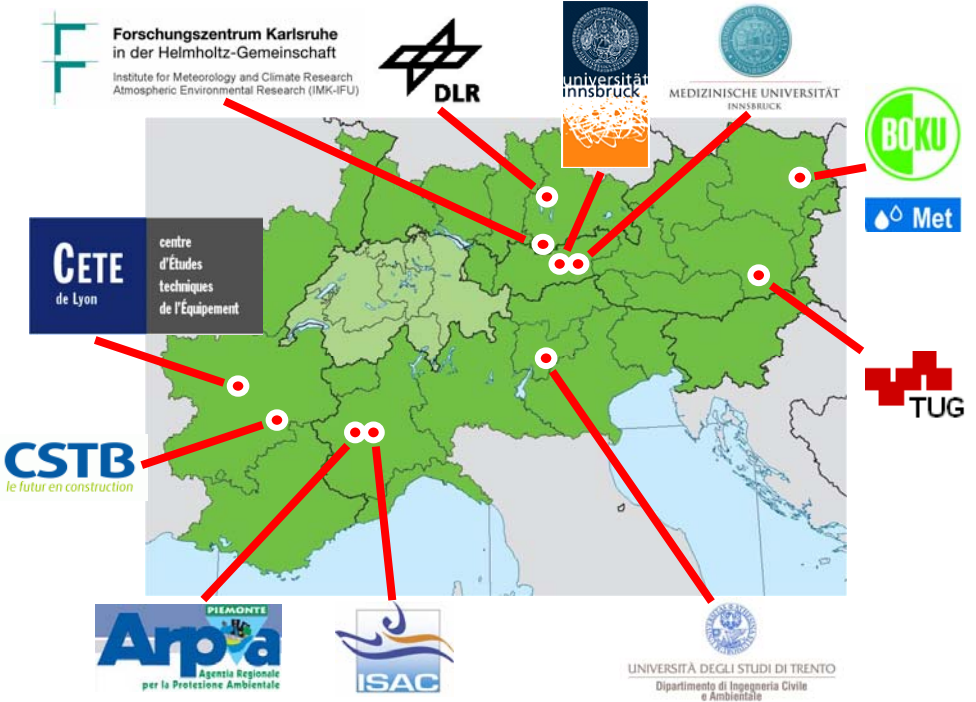 Forschungszentrum Karlsruhe
in der Helmholtz-Gemeinschaft
Institute for Meteorology and Climate Research
Atmospheric Environmental Research (IMK-IFU)
DLR
universität
innsbruck
MEDIZINISCHE UNIVERSITÄT
INNSBRUCK
BOKU
Met
CETE
de Lyon
centre
d'Études
techniques
de l'Équipement
TUG
CSTB
le futur en construction
PIEMONTE
Arpa
Agenzia Regionale
per la Protezione Ambientale
ISAC
UNIVERSITÀ DEGLI STUDI DI TRENTO
Dipartimento di Ingegneria Civile
e Ambientale